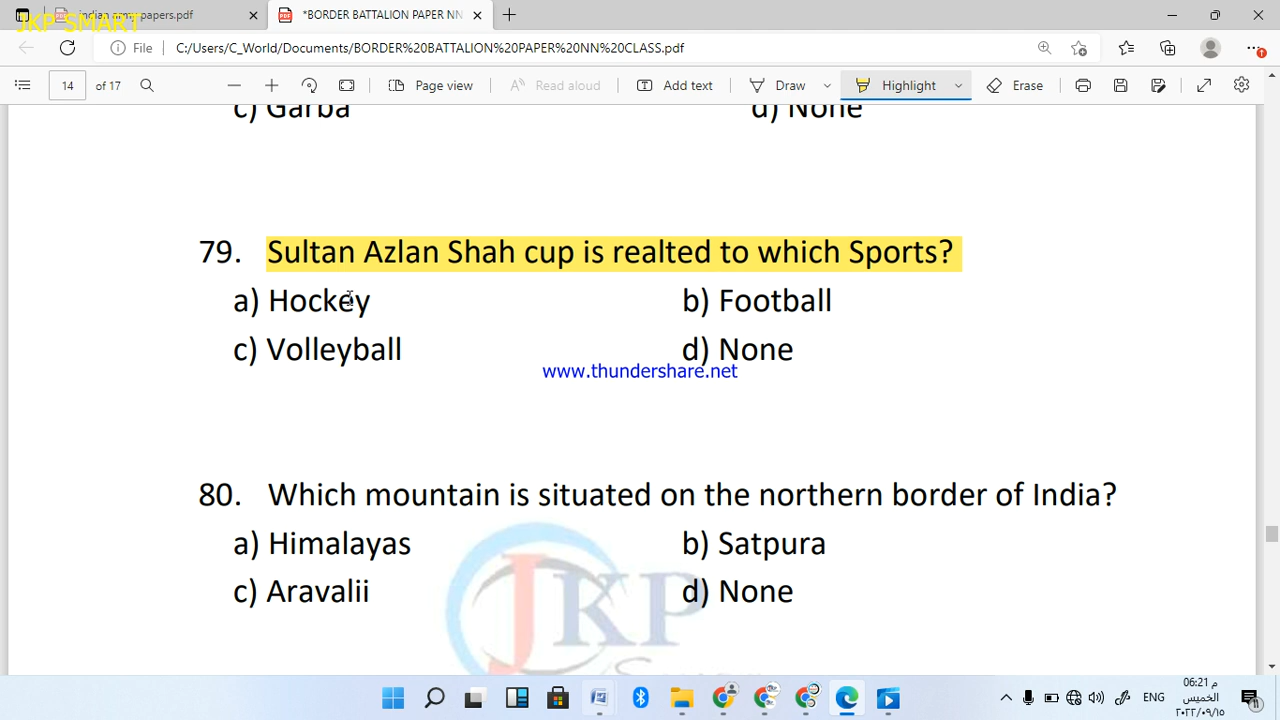 JKP SMART
indian newspapers.pdf
*BORDER BATTALION PAPER NN
File
C:/Users/C_World/Documents/BORDER%20BATTALION%20PAPER%20NN%20CLASS.pdf
14 of 17
Page view
Read aloud
Add text
Draw
Highlight
Erase
c) Garba d) None
79. Sultan Azlan Shah cup is realted to which Sports?
a) Hockey b) Football
c) Volleyball d) None
www.thundershare.net
80. Which mountain is situated on the northern border of India?
a) Himalayas b) Satpura
c) Aravalii d) None
JKP
ENG
06:21 م
الخميس
٢٠٢٢/٠٩/١٥